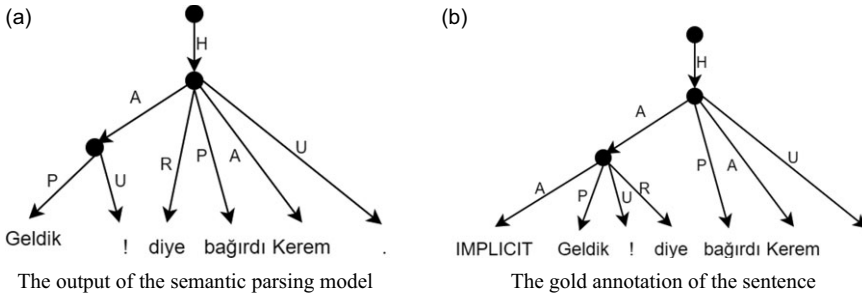 (a)
H
A
P
U
R
P
A
U
Geldik ! diye bağırdı Kerem .
The output of the semantic parsing model
(b)
H
A
A
P
U
R
P
A
U
IMPLICIT Geldik ! diye bağırdı Kerem
The gold annotation of the sentence